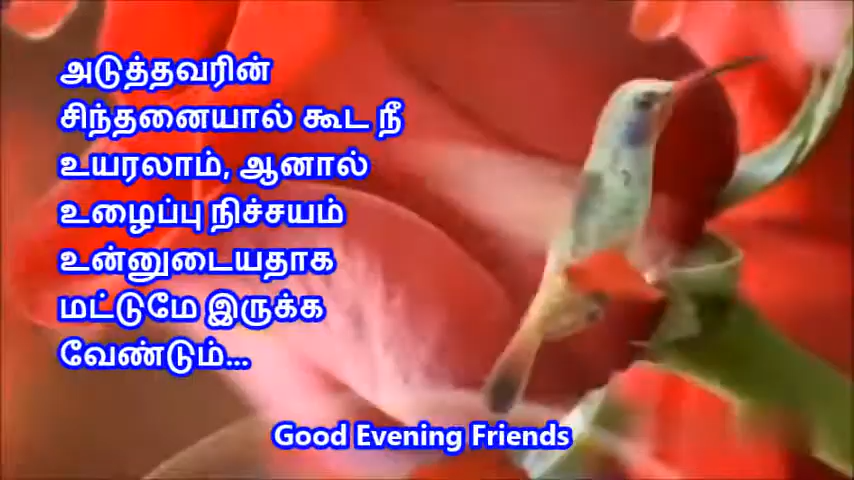 அடுத்தவரின்
சிந்தனையால் கூட நீ
உயரலாம், ஆனால்
உழைப்பு நிச்சயம்
உன்னுடையதாக
மட்டுமே இருக்க
வேண்டும்...
Good Evening Friends